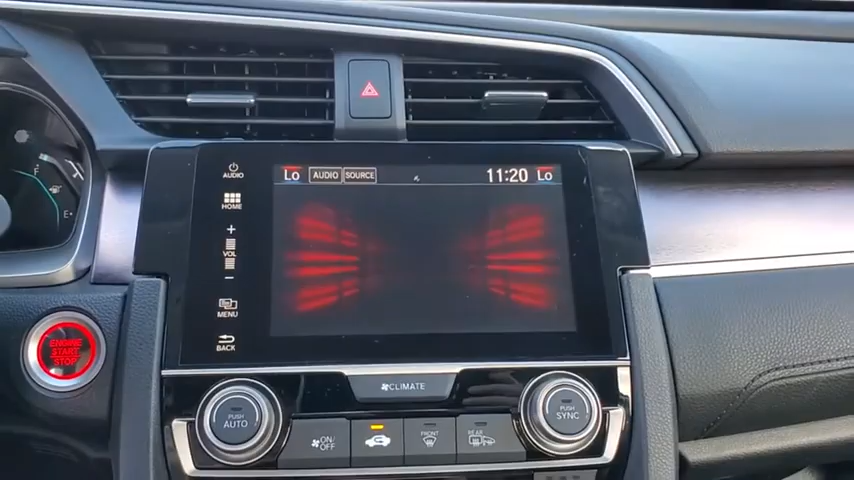 AUDIO
HOME
+
VOL
−
MENU
BACK
Lo
AUDIO SOURCE
11:20
Lo
ENGINE
START
STOP
CLIMATE
PUSH
AUTO
ON
OFF
FRONT
REAR
PUSH
SYNC